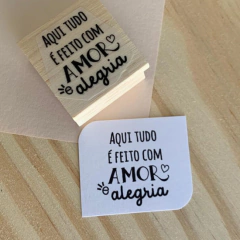 AQUI TUDO
É FEITO COM
AMOR
e alegria
AQUI TUDO
É FEITO COM
AMOR
e alegria